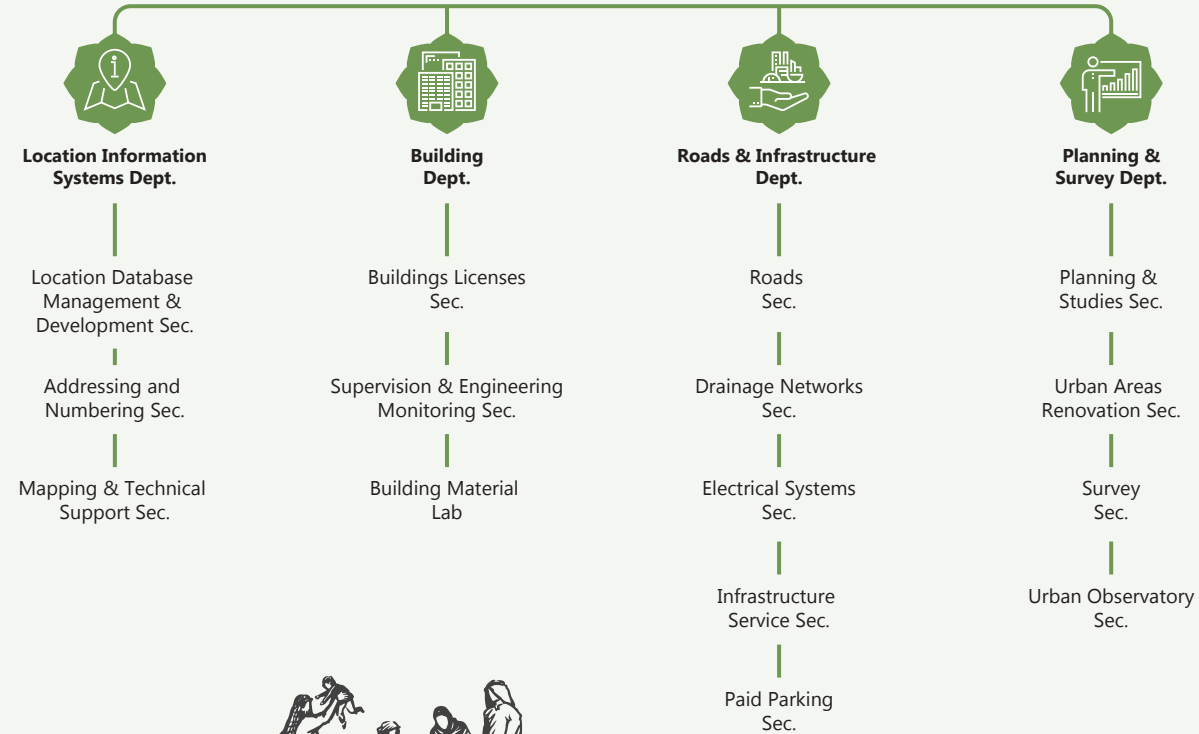 Location Information
Systems Dept.
Location Database
Management &
Development Sec.
Addressing and
Numbering Sec.
Mapping & Technical
Support Sec.
Building
Dept.
Buildings Licenses
Sec.
Supervision & Engineering
Monitoring Sec.
Building Material
Lab
Roads & Infrastructure
Dept.
Roads
Sec.
Drainage Networks
Sec.
Electrical Systems
Sec.
Infrastructure
Service Sec.
Paid Parking
Sec.
Planning &
Survey Dept.
Planning &
Studies Sec.
Urban Areas
Renovation Sec.
Survey
Sec.
Urban Observatory
Sec.